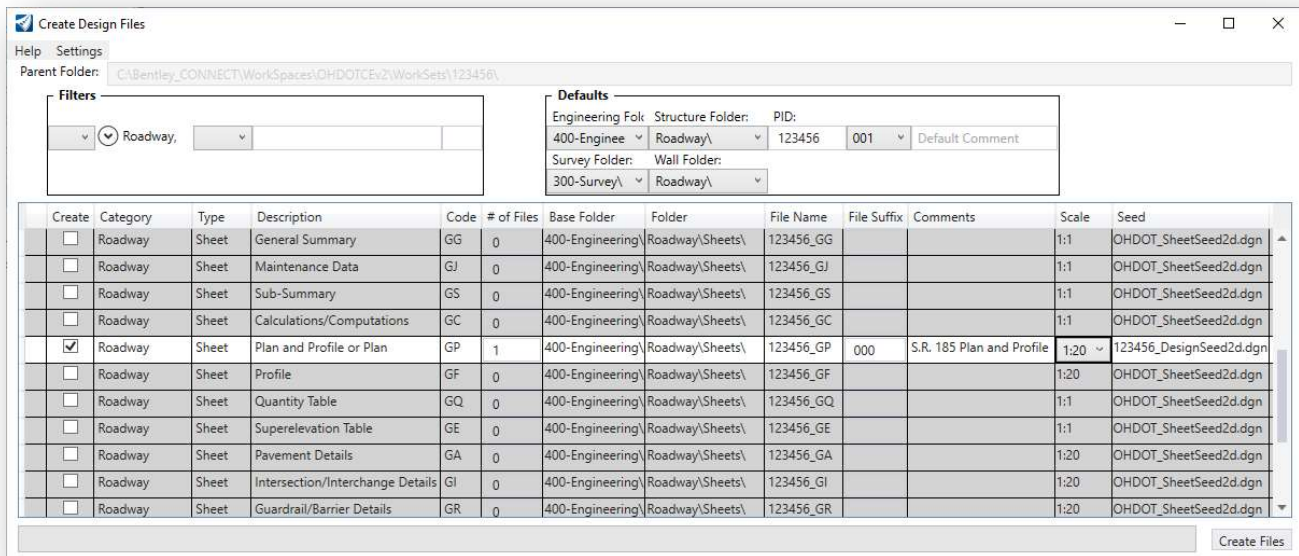 Create Design Files
Help Settings
Parent Folder: C:\Bentley_CONNECT\WorkSpaces\OHDOTCEv2\WorkSets\123456\
Filters
Roadway,
Defaults
Engineering Fold Structure Folder: PID:
400-Enginee Roadway\ 123456 001 Default Comment
Survey Folder: Wall Folder:
300-Survey\ Roadway\
Create Category Type Description Code # of Files Base Folder Folder File Name File Suffix Comments Scale Seed
Roadway Sheet General Summary GG 0 400-Engineering\ Roadway\Sheets\ 123456_GG 1:1 OHDOT_SheetSeed2d.dgn
Roadway Sheet Maintenance Data GJ 0 400-Engineering\ Roadway\Sheets\ 123456_GJ 1:1 OHDOT_SheetSeed2d.dgn
Roadway Sheet Sub-Summary GS 0 400-Engineering\ Roadway\Sheets\ 123456_GS 1:1 OHDOT_SheetSeed2d.dgn
Roadway Sheet Calculations/Computations GC 0 400-Engineering\ Roadway\Sheets\ 123456_GC 1:1 OHDOT_SheetSeed2d.dgn
Roadway Sheet Plan and Profile or Plan GP 1 400-Engineering\ Roadway\Sheets\ 123456_GP 000 S.R. 185 Plan and Profile 1:20 123456_DesignSeed2d.dgn
Roadway Sheet Profile GF 0 400-Engineering\ Roadway\Sheets\ 123456_GF 1:20 OHDOT_SheetSeed2d.dgn
Roadway Sheet Quantity Table GQ 0 400-Engineering\ Roadway\Sheets\ 123456_GQ 1:1 OHDOT_SheetSeed2d.dgn
Roadway Sheet Superelevation Table GE 0 400-Engineering\ Roadway\Sheets\ 123456_GE 1:1 OHDOT_SheetSeed2d.dgn
Roadway Sheet Pavement Details GA 0 400-Engineering\ Roadway\Sheets\ 123456_GA 1:20 OHDOT_SheetSeed2d.dgn
Roadway Sheet Intersection/Interchange Details GI 0 400-Engineering\ Roadway\Sheets\ 123456_GI 1:20 OHDOT_SheetSeed2d.dgn
Roadway Sheet Guardrail/Barrier Details GR 0 400-Engineering\ Roadway\Sheets\ 123456_GR 1:20 OHDOT_SheetSeed2d.dgn
Create Files